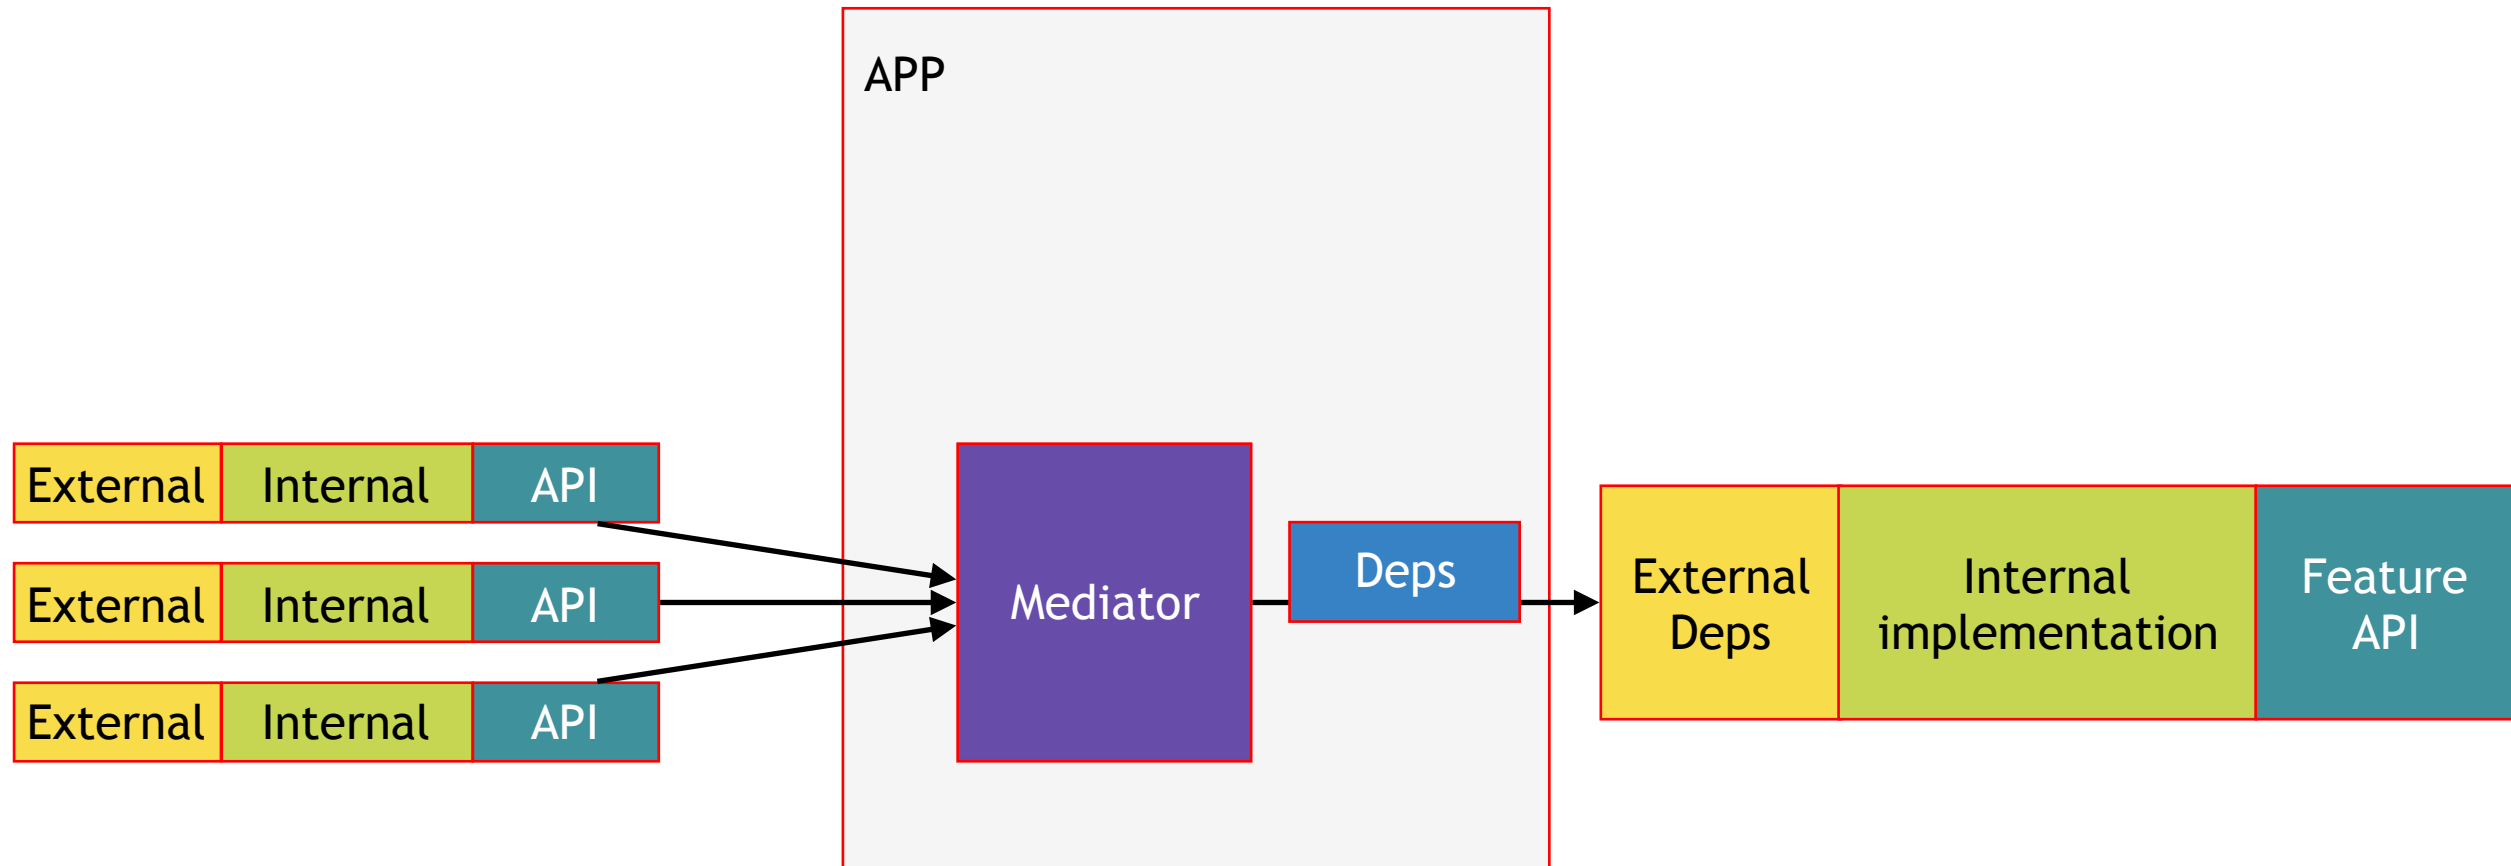 APP
External Internal API
External Internal API
External Internal API
Mediator
Deps
External
Deps
Internal
implementation
Feature
API